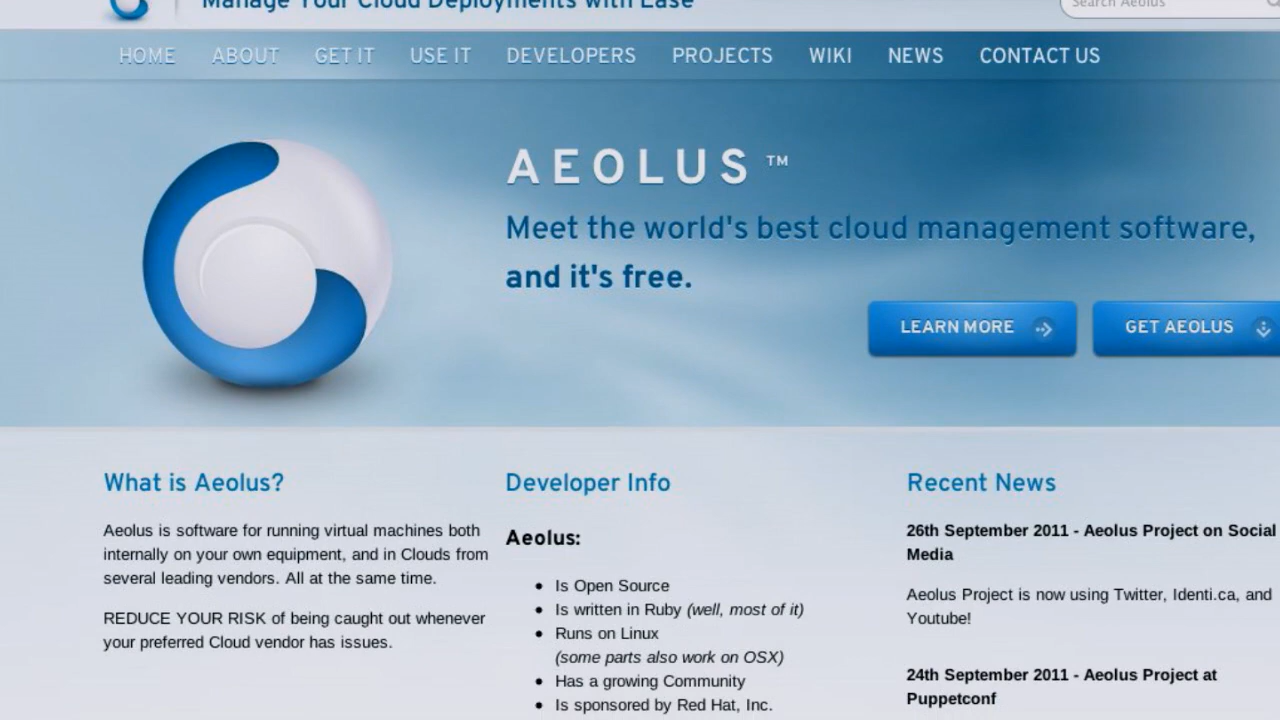 Manage Your Cloud Deployments with Ease
Search Aeolus
HOME ABOUT GET IT USE IT DEVELOPERS PROJECTS WIKI NEWS CONTACT US
AEOLUS ™
Meet the world's best cloud management software,
and it's free.
LEARN MORE
GET AEOLUS
What is Aeolus?
Aeolus is software for running virtual machines both
internally on your own equipment, and in Clouds from
several leading vendors. All at the same time.
REDUCE YOUR RISK of being caught out whenever
your preferred Cloud vendor has issues.
Developer Info
Aeolus:
• Is Open Source
• Is written in Ruby (well, most of it)
• Runs on Linux
(some parts also work on OSX)
• Has a growing Community
• Is sponsored by Red Hat, Inc.
Recent News
26th September 2011 - Aeolus Project on Social
Media
Aeolus Project is now using Twitter, Identi.ca, and
Youtube!
24th September 2011 - Aeolus Project at
Puppetconf